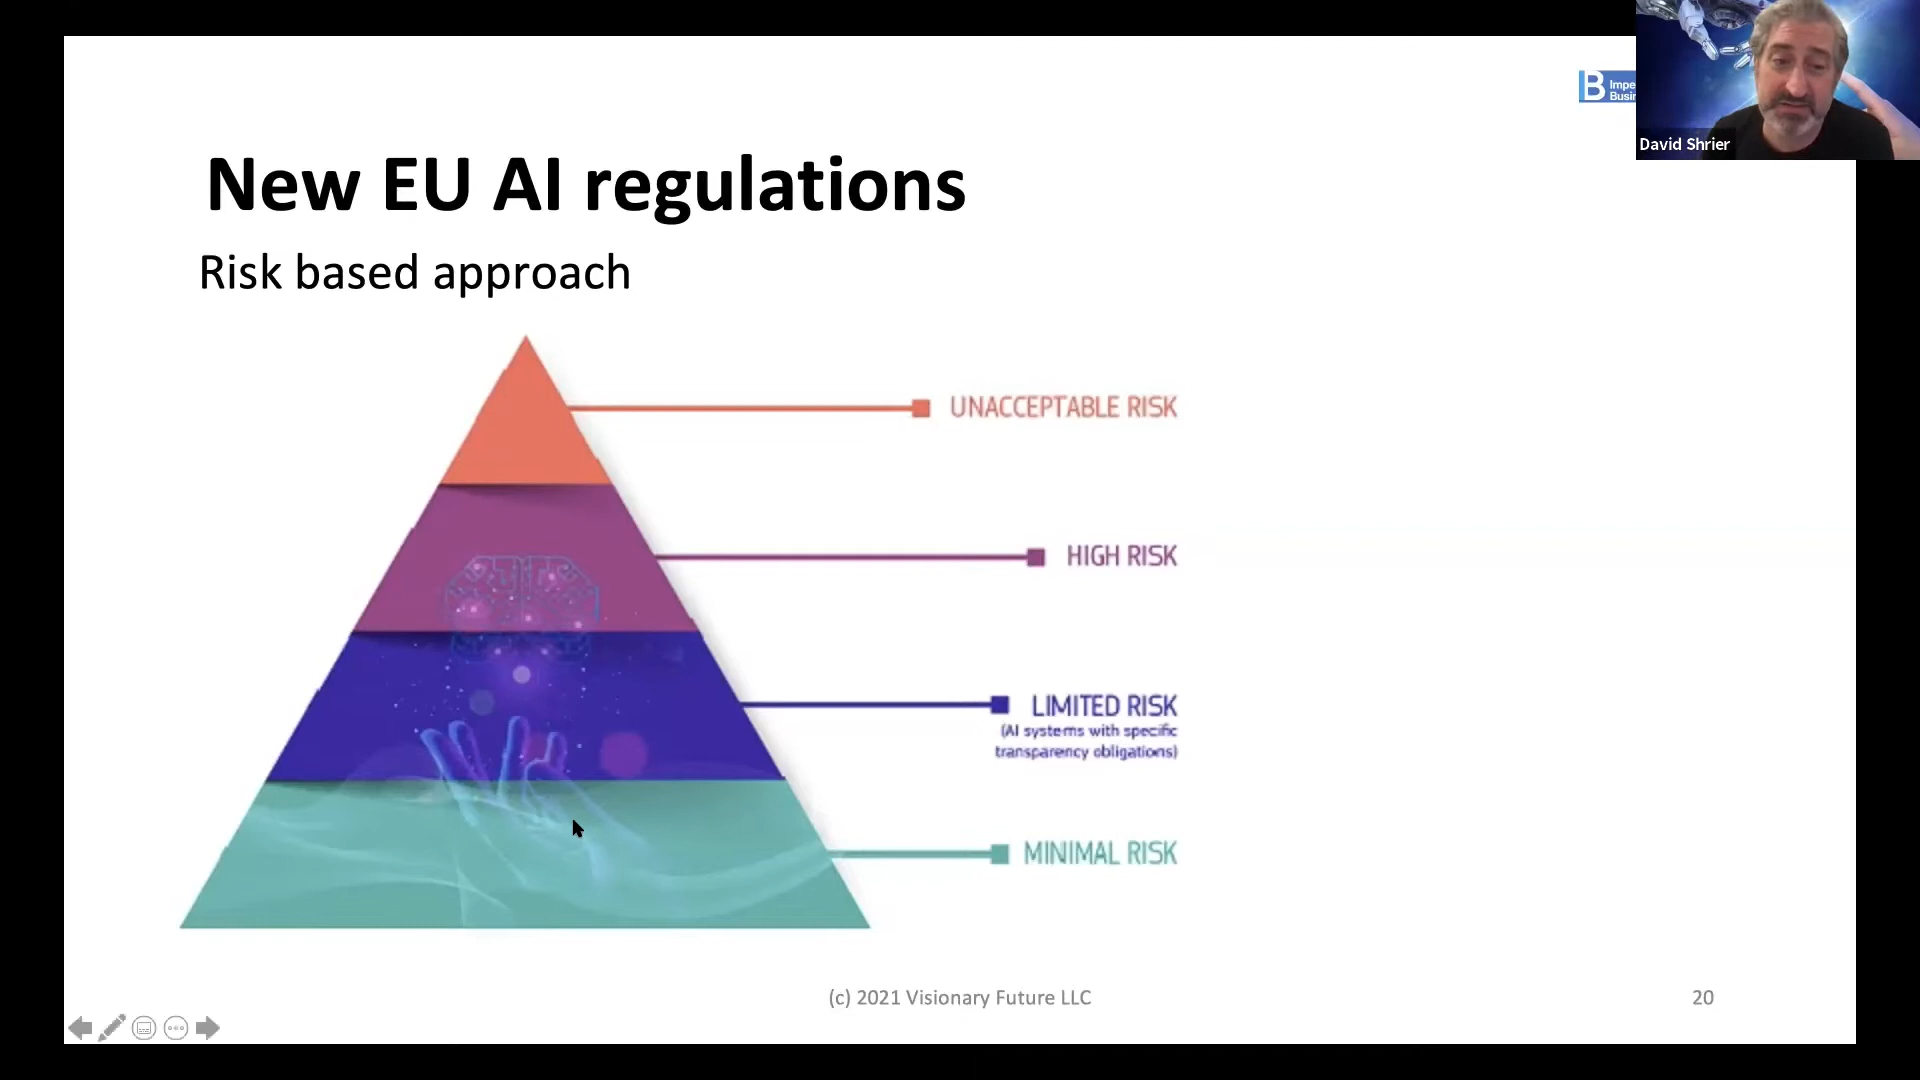 B
David Shrier
New EU AI regulations
Risk based approach
UNACCEPTABLE RISK
HIGH RISK
LIMITED RISK
(AI systems with specific
transparency obligations)
MINIMAL RISK
(c) 2021 Visionary Future LLC
20